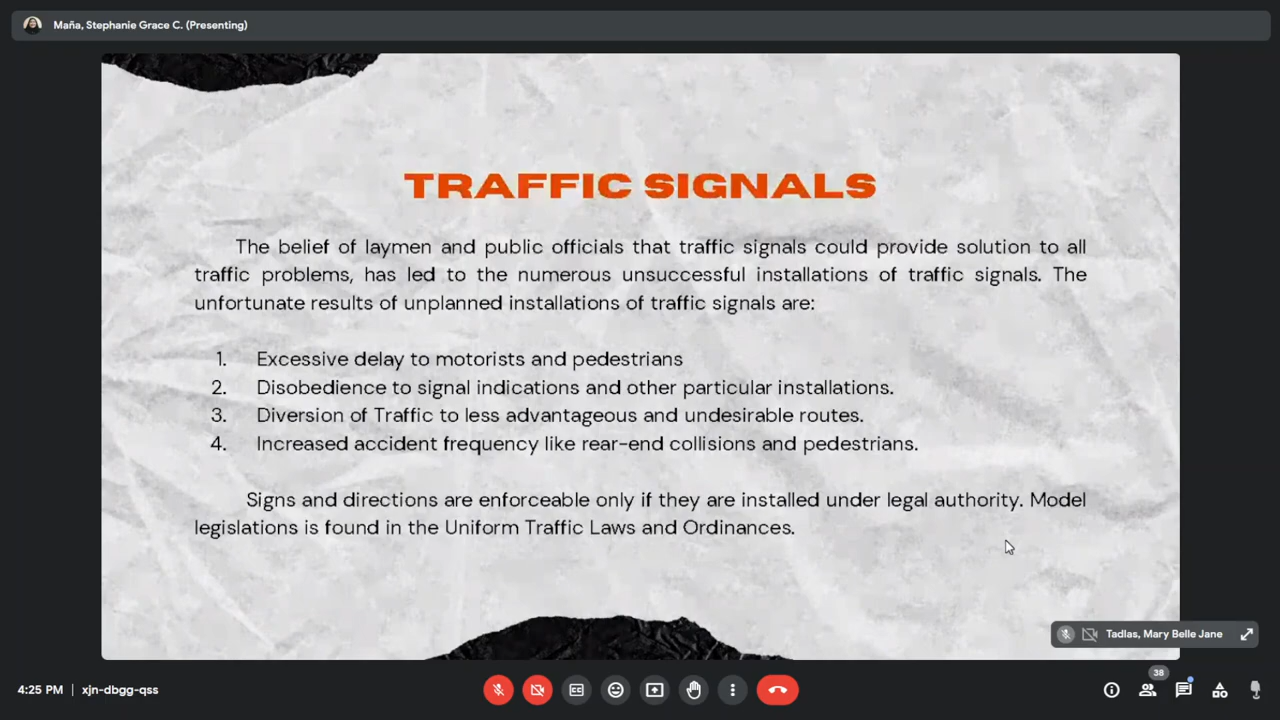 Maña, Stephanie Grace C. (Presenting)
TRAFFIC SIGNALS
The belief of laymen and public officials that traffic signals could provide solution to all
traffic problems, has led to the numerous unsuccessful installations of traffic signals. The
unfortunate results of unplanned installations of traffic signals are:
1. Excessive delay to motorists and pedestrians
2. Disobedience to signal indications and other particular installations.
3. Diversion of Traffic to less advantageous and undesirable routes.
4. Increased accident frequency like rear-end collisions and pedestrians.
Signs and directions are enforceable only if they are installed under legal authority. Model
legislations is found in the Uniform Traffic Laws and Ordinances.
Tadlas, Mary Belle Jane
4:25 PM | xjn-dbgg-qss
38